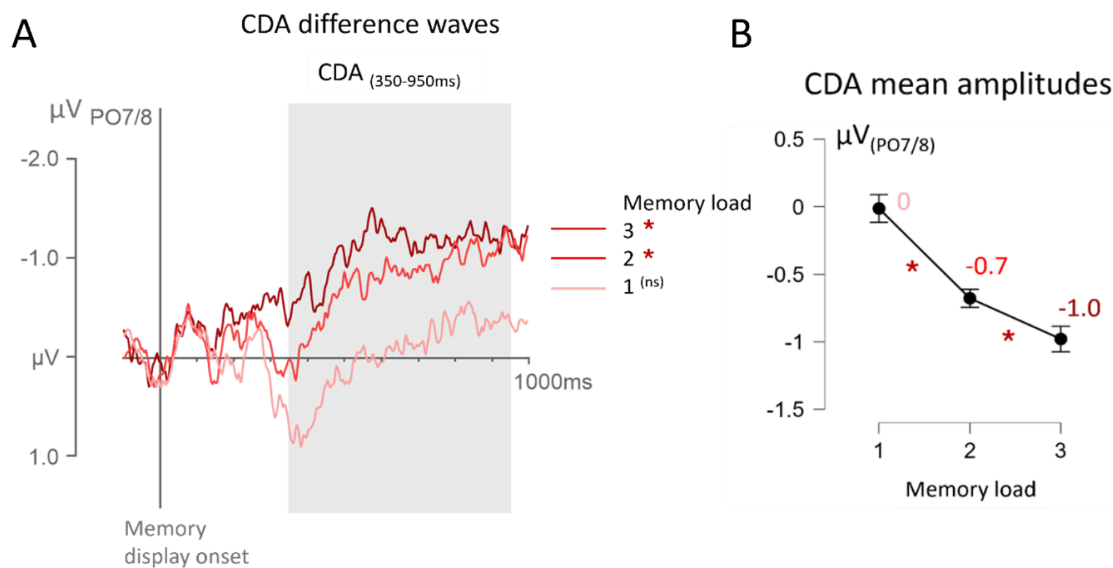 A
CDA difference waves
CDA (350-950ms)
µV PO7/8
-2.0
-1.0
µV
1.0
1000ms
Memory
display onset
Memory load
3 *
2 *
1 (ns)
B
CDA mean amplitudes
µV(PO7/8)
0.5
0
-0.5
-1
-1.5
0
*
-0.7
*
-1.0
1 2 3
Memory load